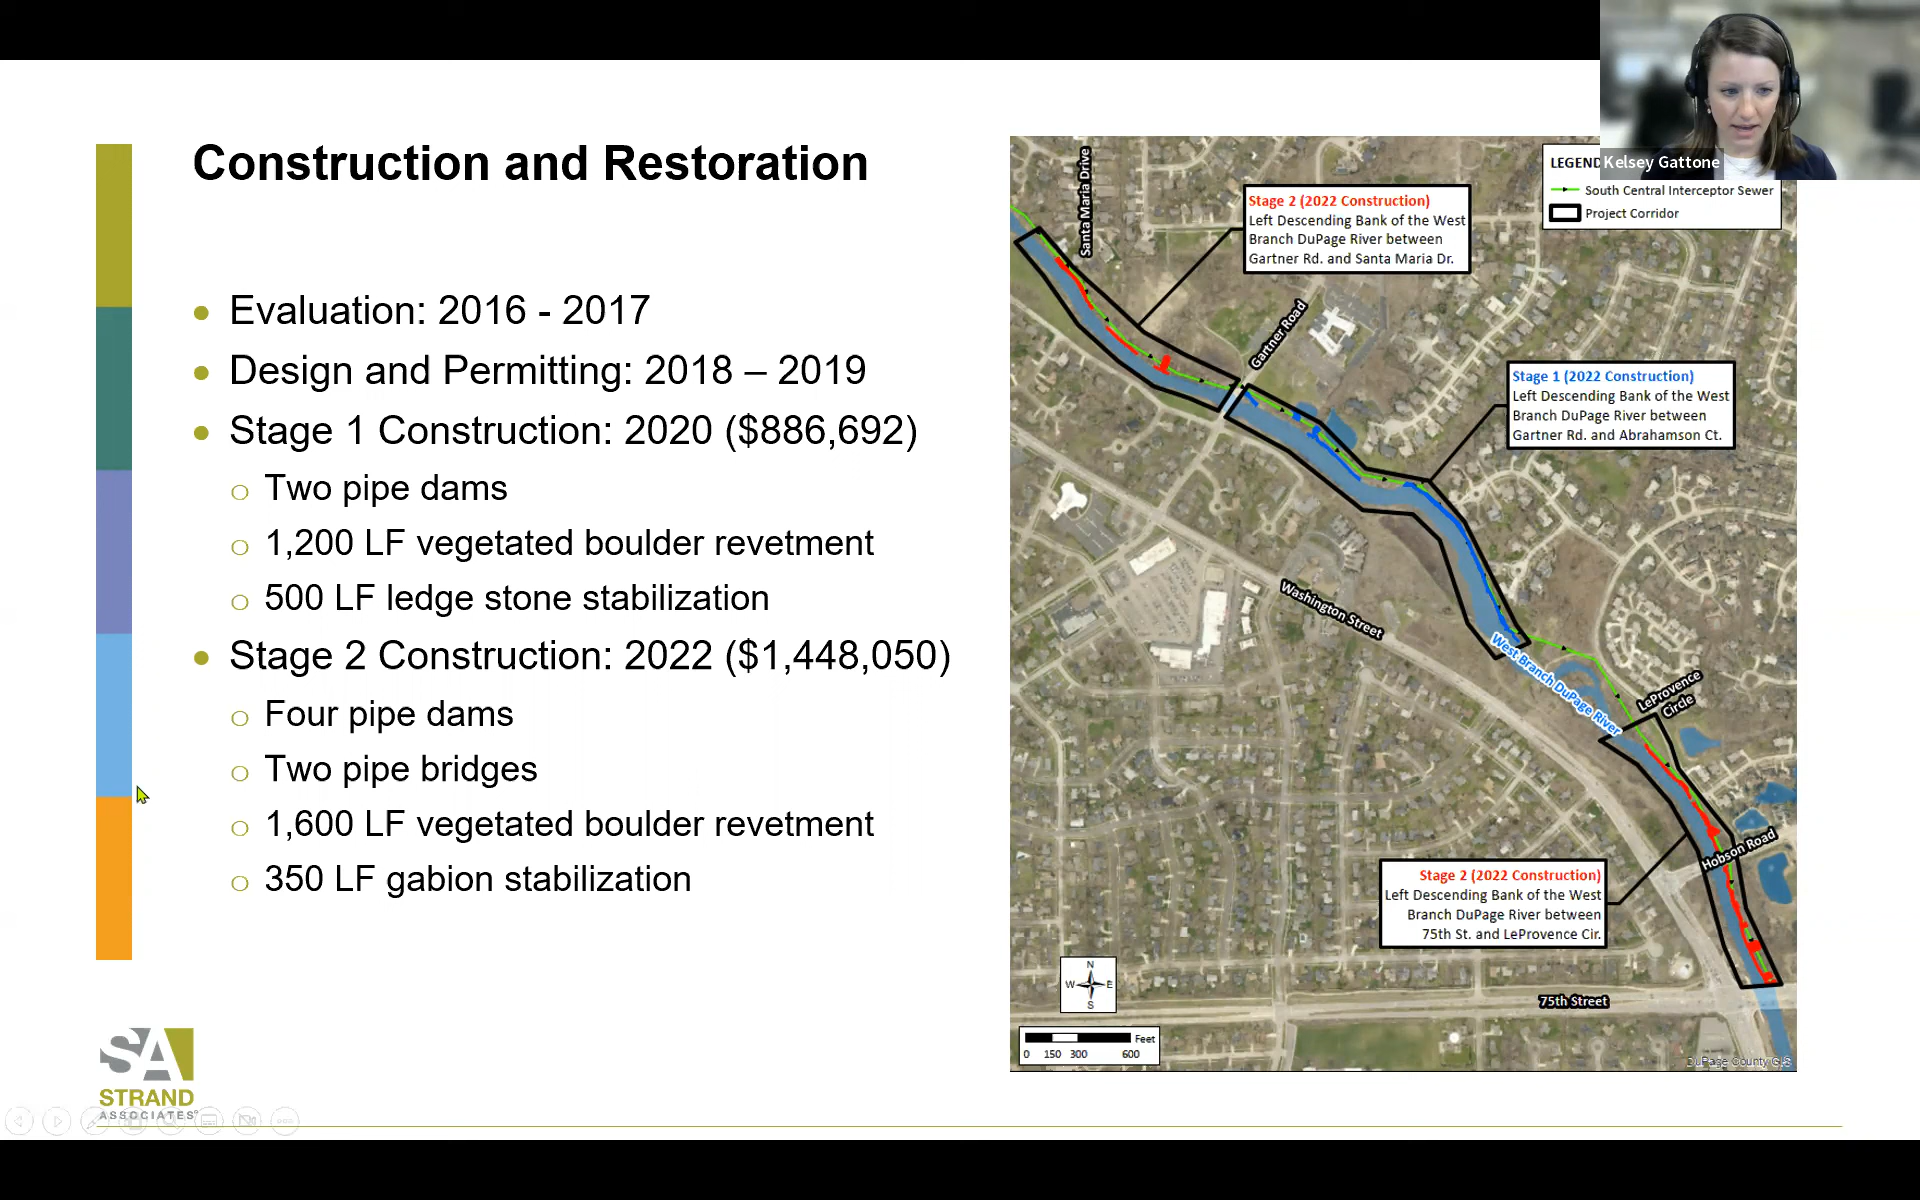 Construction and Restoration
Evaluation: 2016 - 2017
Design and Permitting: 2018 – 2019
Stage 1 Construction: 2020 ($886,692)
Two pipe dams
1,200 LF vegetated boulder revetment
500 LF ledge stone stabilization
Stage 2 Construction: 2022 ($1,448,050)
Four pipe dams
Two pipe bridges
1,600 LF vegetated boulder revetment
350 LF gabion stabilization
SA
STRAND
ASSOCIATES
Kelsey Gattone
LEGEND
South Central Interceptor Sewer
Project Corridor
Santa Maria Drive
Stage 2 (2022 Construction)
Left Descending Bank of the West
Branch DuPage River between
Gartner Rd. and Santa Maria Dr.
Gartner Road
Stage 1 (2022 Construction)
Left Descending Bank of the West
Branch DuPage River between
Gartner Rd. and Abrahamson Ct.
Washington Street
West Branch DuPage River
LeProvence
Circle
Hobson Road
Stage 2 (2022 Construction)
Left Descending Bank of the West
Branch DuPage River between
75th St. and LeProvence Cir.
75th Street
N
W E
S
Feet
0 150 300 600
DuPage County GIS